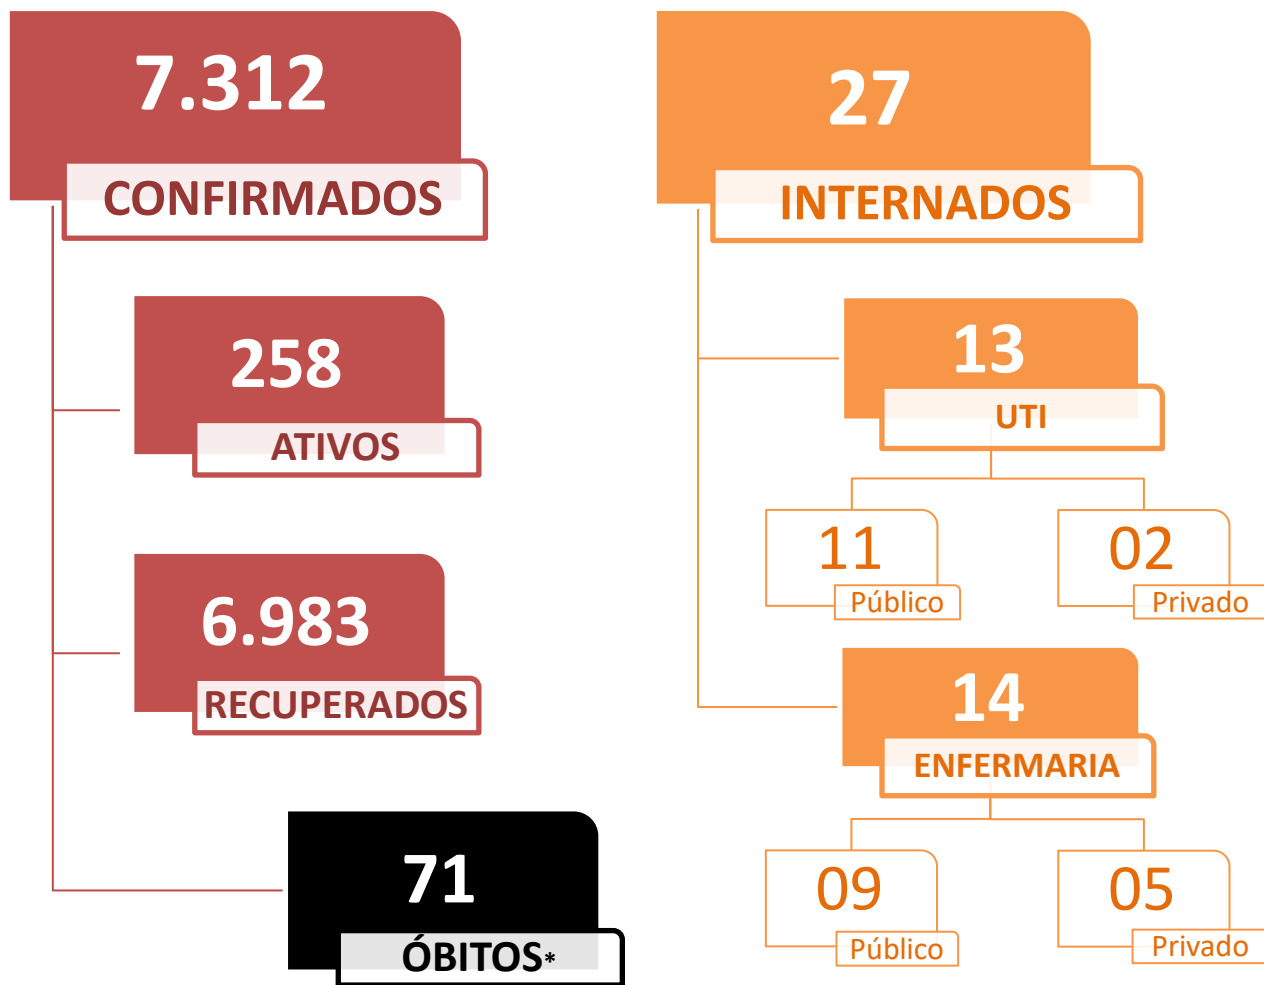 7.312
CONFIRMADOS
258
ATIVOS
6.983
RECUPERADOS
71
ÓBITOS*
27
INTERNADOS
13
UTI
11
Público
02
Privado
14
ENFERMARIA
09
Público
05
Privado